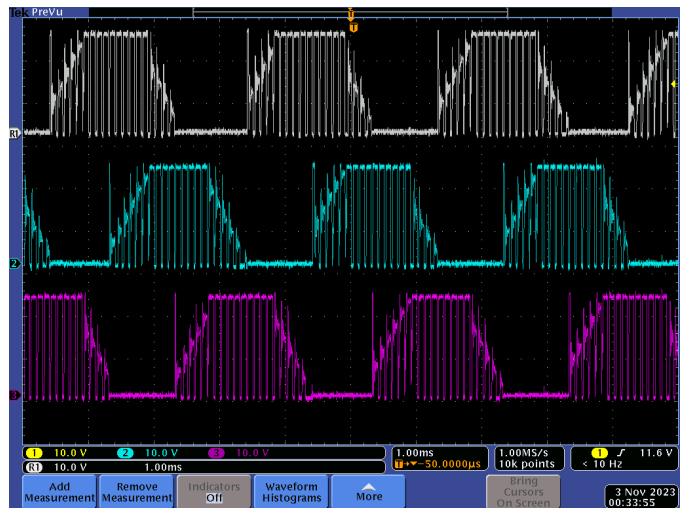 Tek PreVu
T
T
R1
2
3
1 10.0 V 2 10.0 V 3 10.0 V
R1 10.0 V 1.00ms
1.00ms
T→▼−50.0000µs
1.00MS/s
10k points
1 ∫ 11.6 V
< 10 Hz
Add
Measurement
Remove
Measurement
Indicators
Off
Waveform
Histograms
More
Bring
Cursors
On Screen
3 Nov 2023
00:33:55